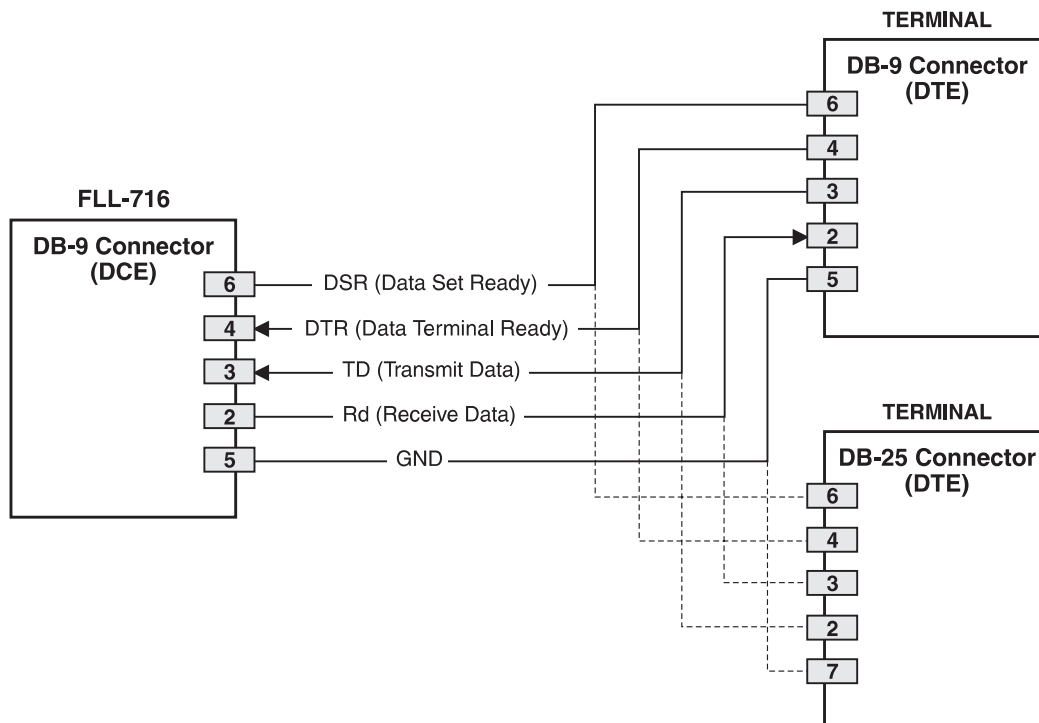 FLL-716
DB-9 Connector
(DCE)
6
4
3
2
5
DSR (Data Set Ready)
DTR (Data Terminal Ready)
TD (Transmit Data)
Rd (Receive Data)
GND
TERMINAL
DB-9 Connector
(DTE)
6
4
3
2
5
TERMINAL
DB-25 Connector
(DTE)
6
4
3
2
7